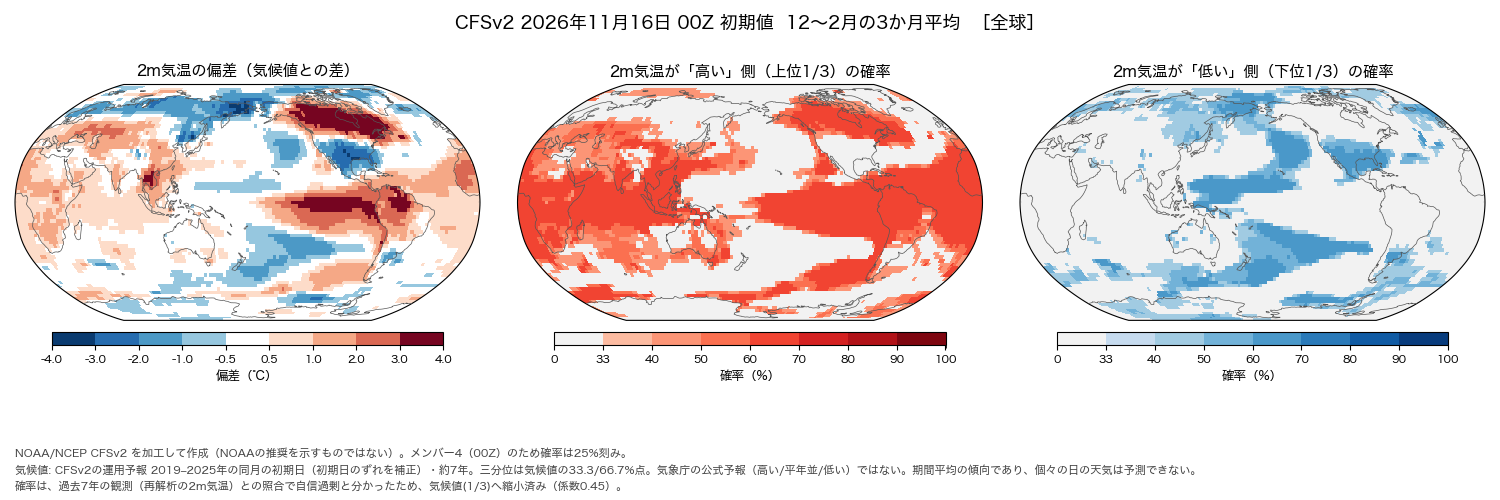 CFSv2 2026年11月16日 00Z 初期値  12〜2月の3か月平均  ［全球］
2m気温の偏差（気候値との差）
2m気温が「高い」側（上位1/3）の確率
2m気温が「低い」側（下位1/3）の確率
-4.0 -3.0 -2.0 -1.0 -0.5 0.5 1.0 2.0 3.0 4.0
偏差（℃）
0 33 40 50 60 70 80 90 100
確率（%）
0 33 40 50 60 70 80 90 100
確率（%）
NOAA/NCEP CFSv2 を加工して作成（NOAAの推奨を示すものではない）。メンバー4（00Z）のため確率は25%刻み。
気候値: CFSv2の運用予報 2019–2025年の同月の初期日（初期日のずれを補正）・約7年。三分位は気候値の33.3/66.7%点。気象庁の公式予報（高い/平年並/低い）ではない。期間平均の傾向であり、個々の日の天気は予測できない。
確率は、過去7年の観測（再解析の2m気温）との照合で自信過剰と分かったため、気候値(1/3)へ縮小済み（係数0.45）。